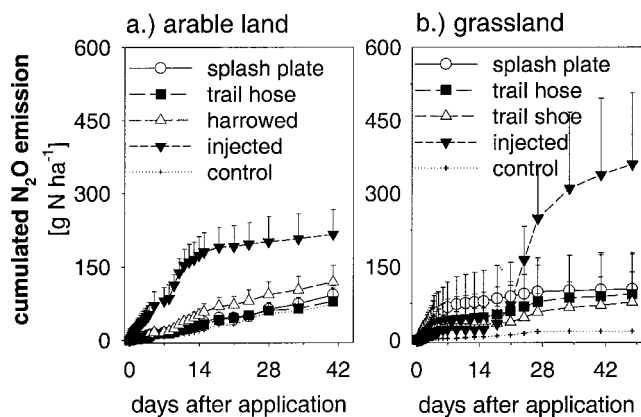 a.) arable land
b.) grassland
cumulated N₂O emission
[g N ha⁻¹]
600
450
300
150
0
splash plate
trail hose
harrowed
injected
control
0 14 28 42
days after application
600
450
300
150
0
splash plate
trail hose
trail shoe
injected
control
0 14 28 42
days after application